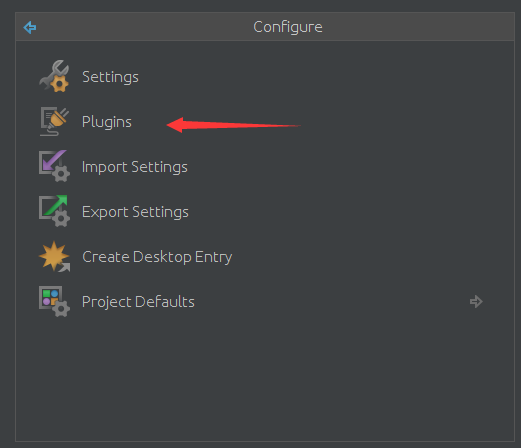 Configure
Settings
Plugins
Import Settings
Export Settings
Create Desktop Entry
Project Defaults